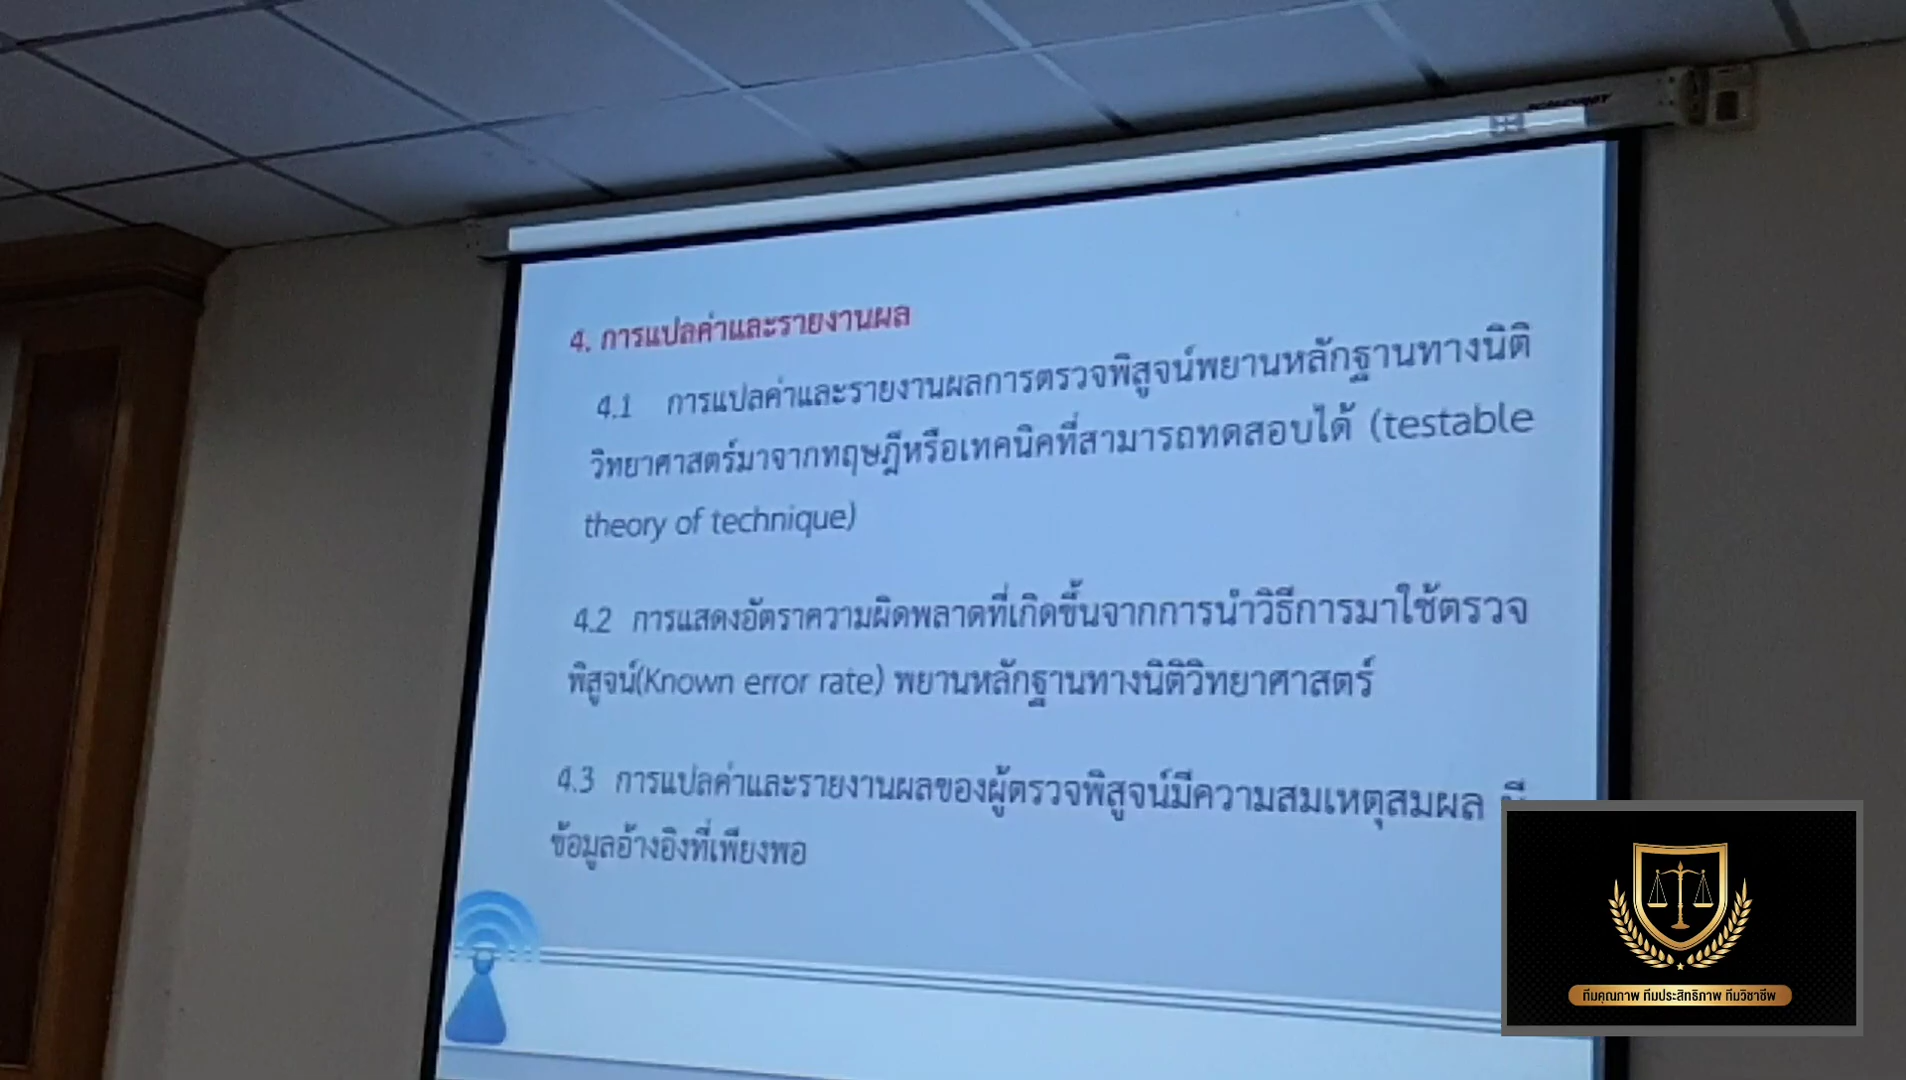 4. การแปลค่าและรายงานผล
4.1 การแปลค่าและรายงานผลการตรวจพิสูจน์พยานหลักฐานทางนิติ
วิทยาศาสตร์มาจากทฤษฎีหรือเทคนิคที่สามารถทดสอบได้ (testable
theory of technique)
4.2 การแสดงอัตราความผิดพลาดที่เกิดขึ้นจากการนำวิธีการมาใช้ตรวจ
พิสูจน์(Known error rate) พยานหลักฐานทางนิติวิทยาศาสตร์
4.3 การแปลค่าและรายงานผลของผู้ตรวจพิสูจน์มีความสมเหตุสมผล
ข้อมูลอ้างอิงที่เพียงพอ
ทีมคุณภาพ ทีมประสิทธิภาพ ทีมวิชาชีพ